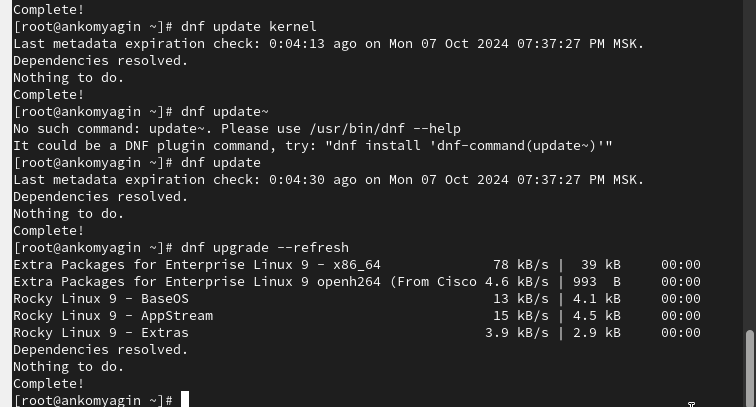 Complete!
[root@ankomyagin ~]# dnf update kernel
Last metadata expiration check: 0:04:13 ago on Mon 07 Oct 2024 07:37:27 PM MSK.
Dependencies resolved.
Nothing to do.
Complete!
[root@ankomyagin ~]# dnf update~
No such command: update~. Please use /usr/bin/dnf --help
It could be a DNF plugin command, try: "dnf install 'dnf-command(update~)'"
[root@ankomyagin ~]# dnf update
Last metadata expiration check: 0:04:30 ago on Mon 07 Oct 2024 07:37:27 PM MSK.
Dependencies resolved.
Nothing to do.
Complete!
[root@ankomyagin ~]# dnf upgrade --refresh
Extra Packages for Enterprise Linux 9 - x86_64 78 kB/s | 39 kB 00:00
Extra Packages for Enterprise Linux 9 openh264 (From Cisco 4.6 kB/s | 993 B 00:00
Rocky Linux 9 - BaseOS 13 kB/s | 4.1 kB 00:00
Rocky Linux 9 - AppStream 15 kB/s | 4.5 kB 00:00
Rocky Linux 9 - Extras 3.9 kB/s | 2.9 kB 00:00
Dependencies resolved.
Nothing to do.
Complete!
[root@ankomyagin ~]#